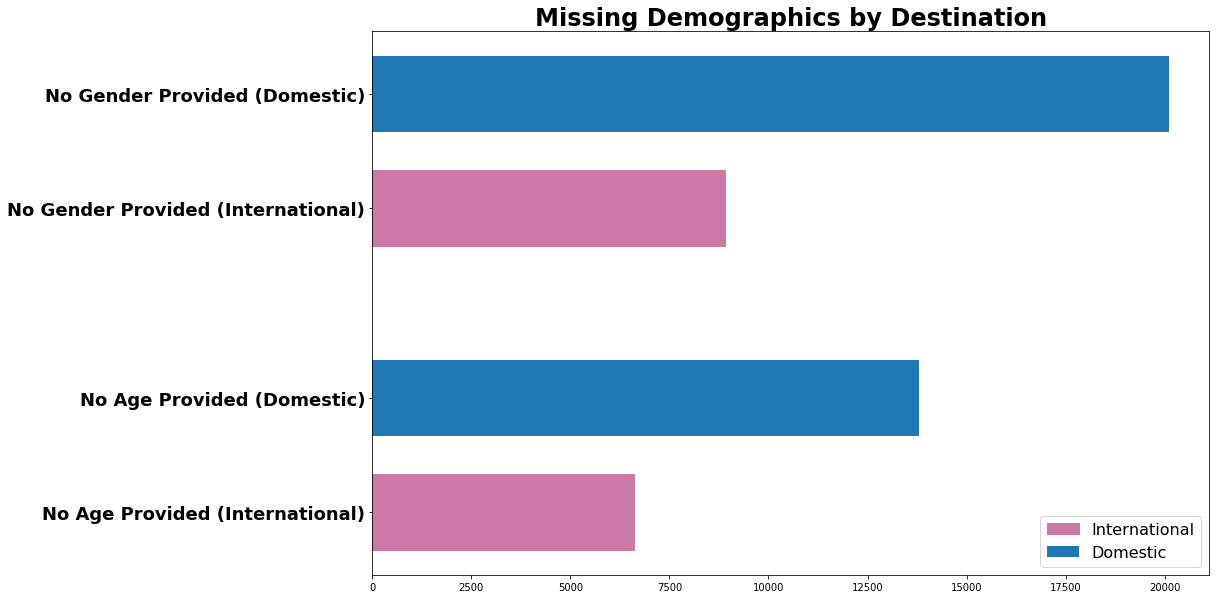 Missing Demographics by Destination
No Gender Provided (Domestic)
No Gender Provided (International)
No Age Provided (Domestic)
No Age Provided (International)
International
Domestic
0 2500 5000 7500 10000 12500 15000 17500 20000